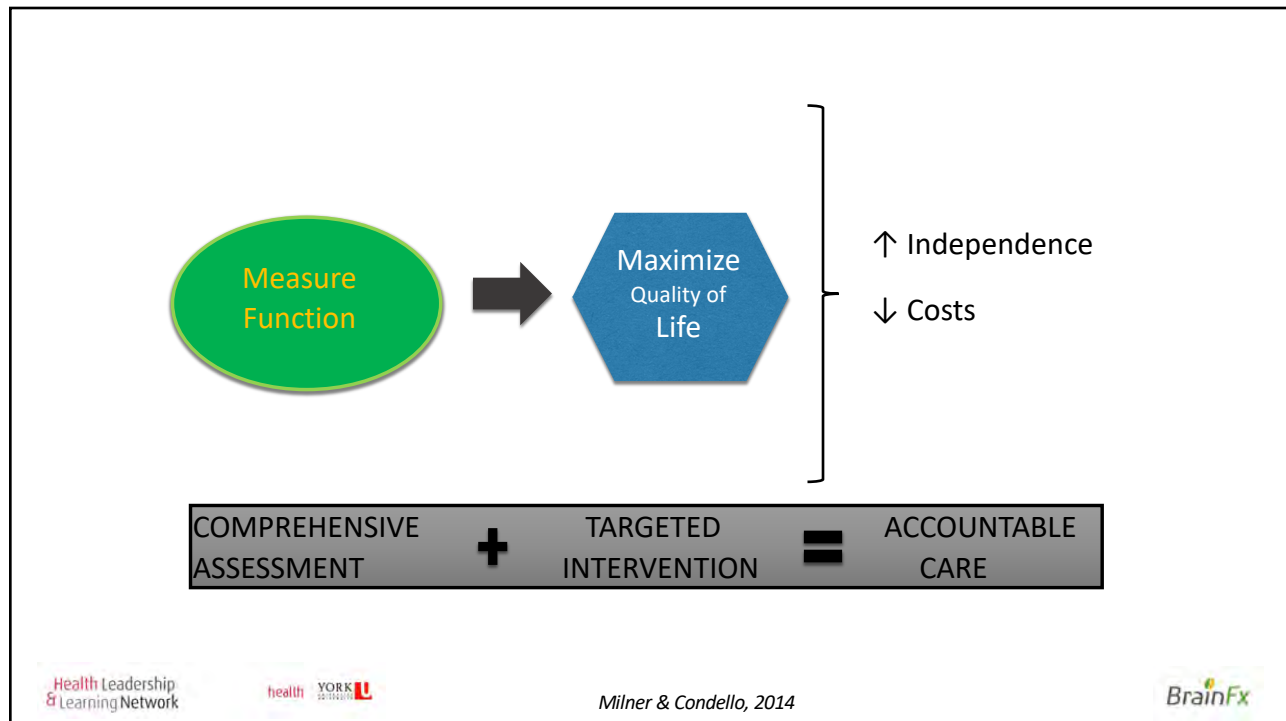 Measure
Function
Maximize
Quality of
Life
↑ Independence
↓ Costs
COMPREHENSIVE
ASSESSMENT
+
TARGETED
INTERVENTION
=
ACCOUNTABLE
CARE
Health Leadership
& Learning Network
health YORK U
Milner & Condello, 2014
BrainFx